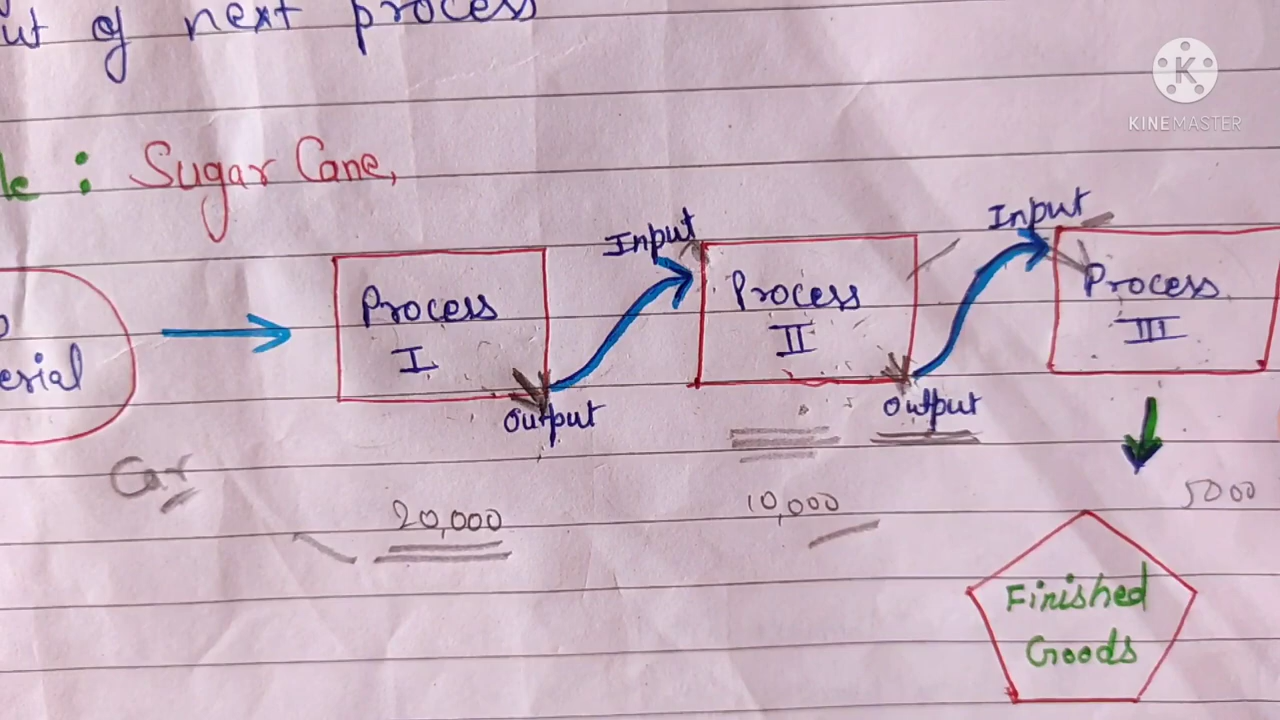 ut of next process
K
KINEMASTER
le : Sugar Cane,
Input
Input
Process
I
Process
II
Process
III
erial
Output
Output
Car
20,000
10,000
5000
Finished
Goods